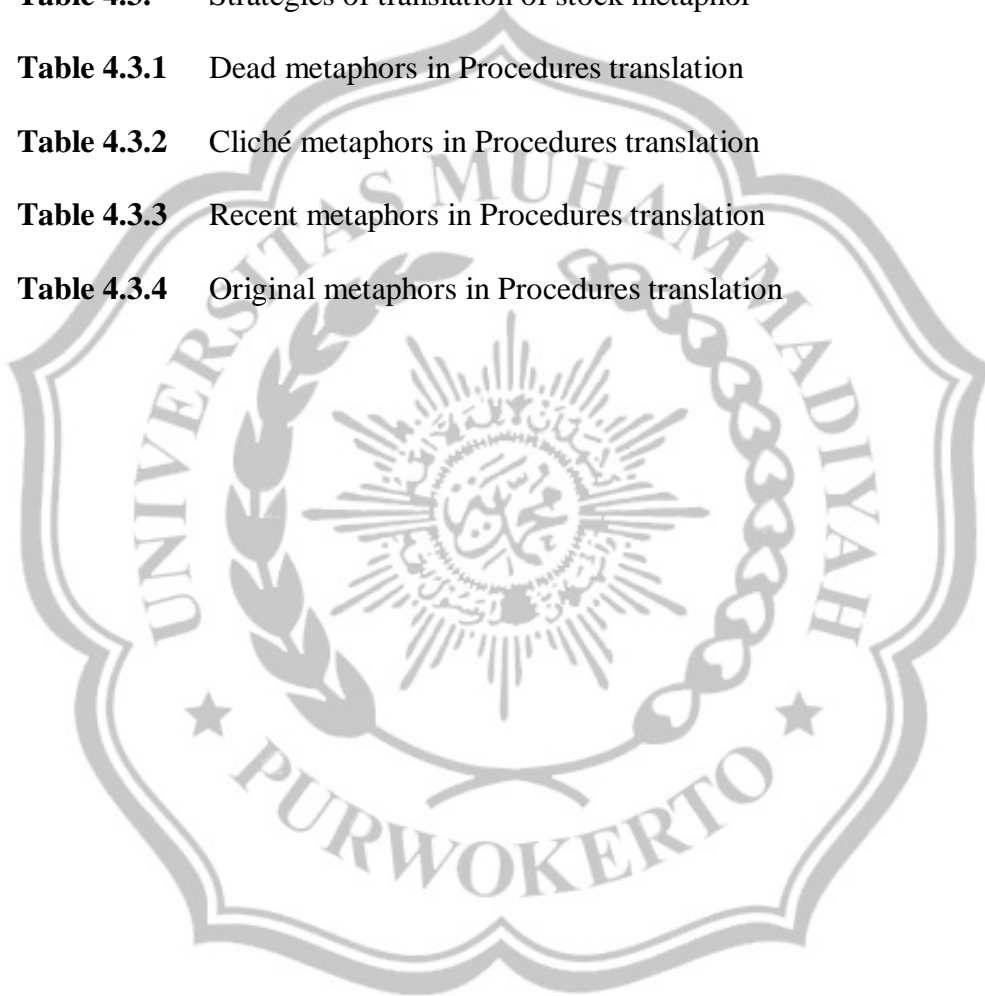 Table 4.3. Strategies of translation of stock metaphor
Table 4.3.1 Dead metaphors in Procedures translation
Table 4.3.2 Cliché metaphors in Procedures translation
Table 4.3.3 Recent metaphors in Procedures translation
Table 4.3.4 Original metaphors in Procedures translation
UNIVERSITAS MUHAMMADIYAH
PURWOKERTO